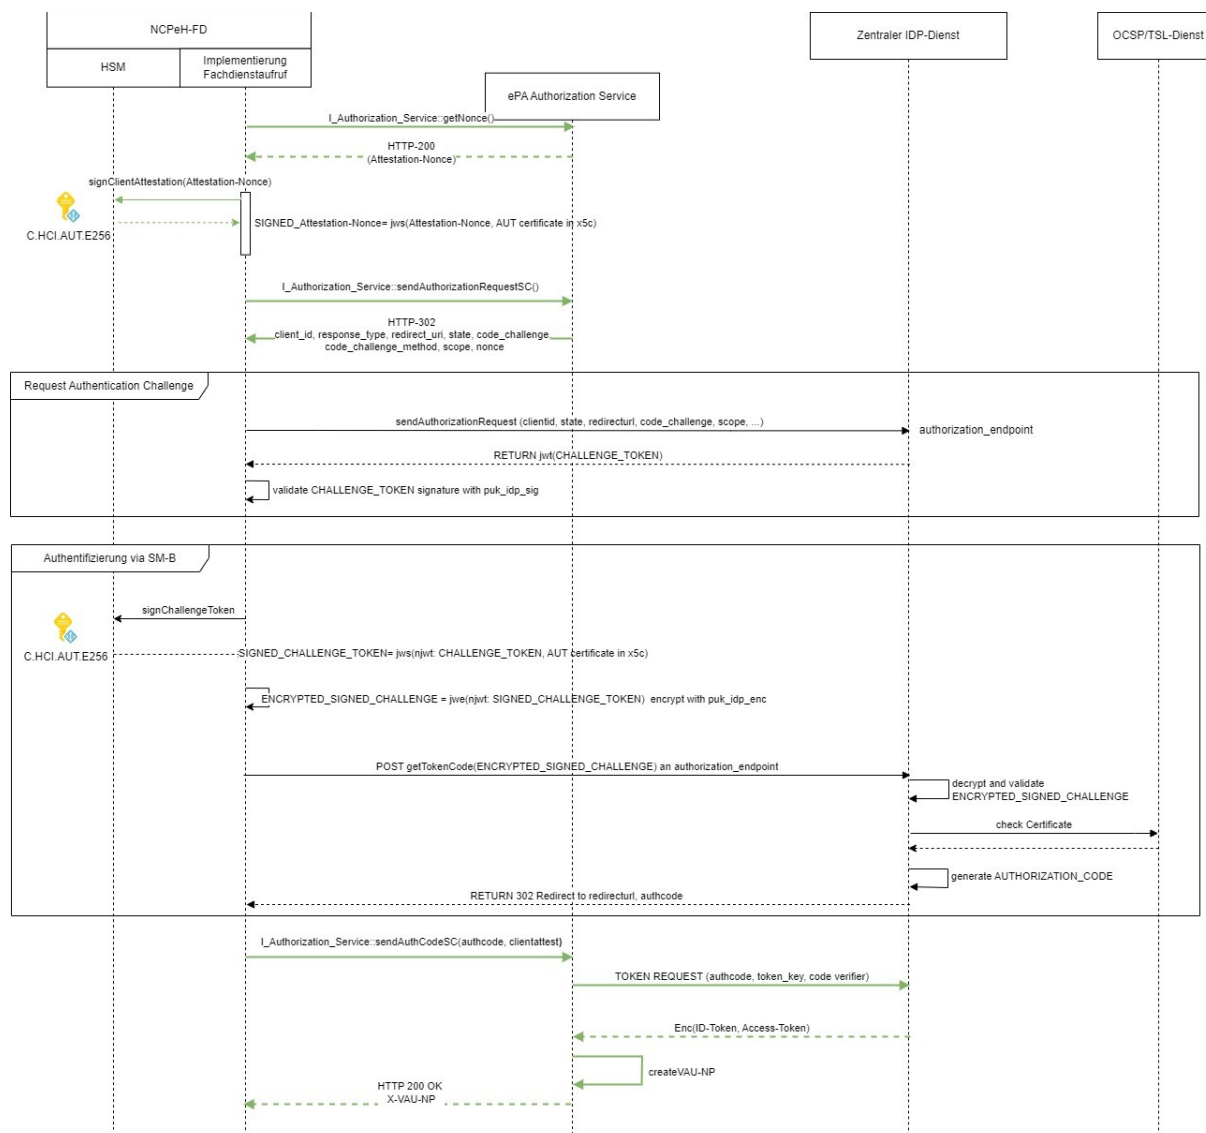 NCPeH-FD
HSM
Implementierung
Fachdienstaufruf
Zentraler IDP-Dienst
OCSP/TSL-Dienst
ePA Authorization Service
I_Authorization_Service::getNonce()
HTTP-200
(Attestation-Nonce)
signClientAttestation(Attestation-Nonce)
C.HCI.AUT.E256
SIGNED_Attestation-Nonce= jws(Attestation-Nonce, AUT certificate in x5c)
I_Authorization_Service::sendAuthorizationRequestSC()
HTTP-302
client_id, response_type, redirect_uri, state, code_challenge
code_challenge_method, scope, nonce
Request Authentication Challenge
sendAuthorizationRequest (clientid, state, redirecturl, code_challenge, scope, ...)
authorization_endpoint
RETURN jwt(CHALLENGE_TOKEN)
validate CHALLENGE_TOKEN signature with puk_idp_sig
Authentifizierung via SM-B
signChallengeToken
C.HCI.AUT.E256
SIGNED_CHALLENGE_TOKEN= jws(njwt: CHALLENGE_TOKEN, AUT certificate in x5c)
ENCRYPTED_SIGNED_CHALLENGE = jwe(njwt: SIGNED_CHALLENGE_TOKEN) encrypt with puk_idp_enc
POST getTokenCode(ENCRYPTED_SIGNED_CHALLENGE) an authorization_endpoint
decrypt and validate
ENCRYPTED_SIGNED_CHALLENGE
check Certificate
generate AUTHORIZATION_CODE
RETURN 302 Redirect to redirecturl, authcode
I_Authorization_Service::sendAuthCodeSC(authcode, clientattest)
TOKEN REQUEST (authcode, token_key, code verifier)
Enc(ID-Token, Access-Token)
createVAU-NP
HTTP 200 OK
X-VAU-NP